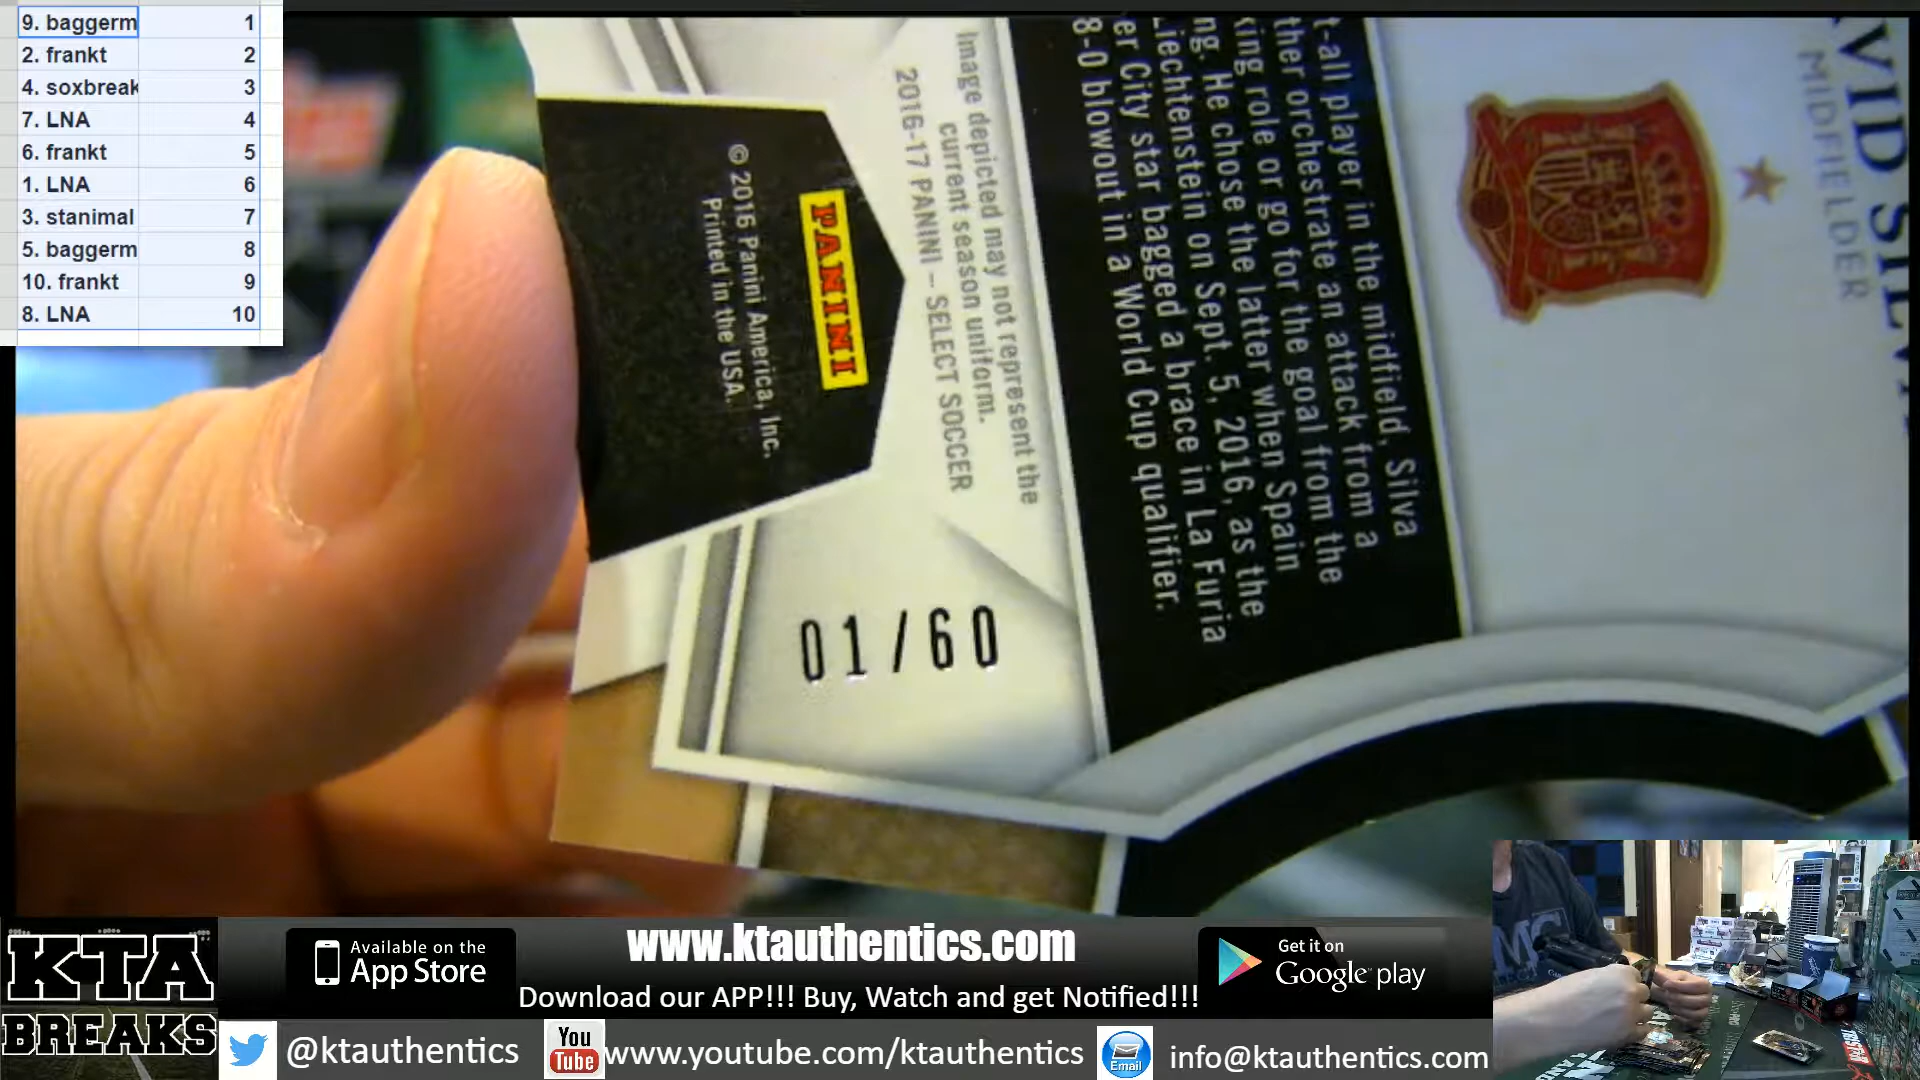 9. baggerm 1
2. frankt 2
4. soxbreak 3
7. LNA 4
6. frankt 5
1. LNA 6
3. stanimal 7
5. baggerm 8
10. frankt 9
8. LNA 10
VID SILV
MIDFIELDER
t-all player in the midfield, Silva
ther orchestrate an attack from a
king role or go for the goal from the
ng. He chose the latter when Spain
Liechtenstein on Sept. 5, 2016, as the
er City star bagged a brace in La Furia
8-0 blowout in a World Cup qualifier.
Image depicted may not represent the
current season uniform.
2016-17 PANINI – SELECT SOCCER
PANINI
© 2016 Panini America, Inc.
Printed in the USA.
01/60
KTA
BREAKS
Available on the
App Store
www.ktauthentics.com
Download our APP!!! Buy, Watch and get Notified!!!
Get it on
Google play
@ktauthentics
You
Tube
www.youtube.com/ktauthentics
Email
info@ktauthentics.com